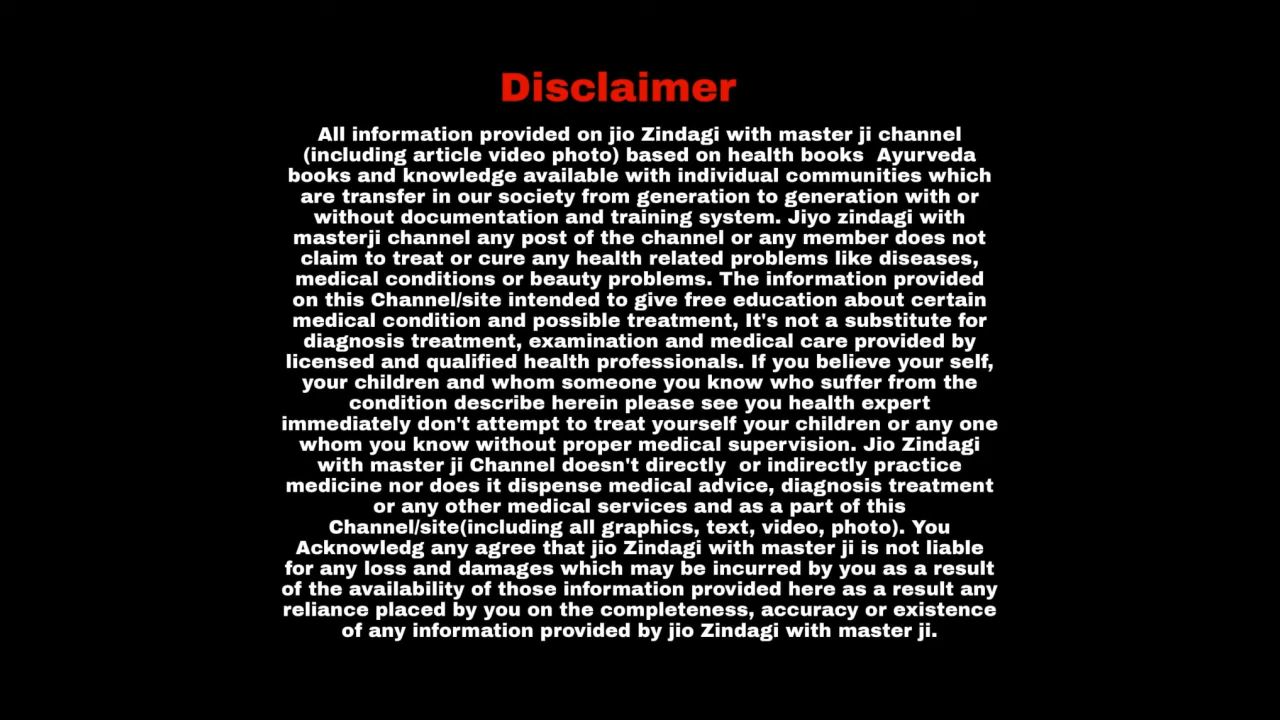 Disclaimer
All information provided on jio Zindagi with master ji channel
(including article video photo) based on health books  Ayurveda
books and knowledge available with individual communities which
are transfer in our society from generation to generation with or
without documentation and training system. Jiyo zindagi with
masterji channel any post of the channel or any member does not
claim to treat or cure any health related problems like diseases,
medical conditions or beauty problems. The information provided
on this Channel/site intended to give free education about certain
medical condition and possible treatment, It's not a substitute for
diagnosis treatment, examination and medical care provided by
licensed and qualified health professionals. If you believe your self,
your children and whom someone you know who suffer from the
condition describe herein please see you health expert
immediately don't attempt to treat yourself your children or any one
whom you know without proper medical supervision. Jio Zindagi
with master ji Channel doesn't directly  or indirectly practice
medicine nor does it dispense medical advice, diagnosis treatment
or any other medical services and as a part of this
Channel/site(including all graphics, text, video, photo). You
Acknowledg any agree that jio Zindagi with master ji is not liable
for any loss and damages which may be incurred by you as a result
of the availability of those information provided here as a result any
reliance placed by you on the completeness, accuracy or existence
of any information provided by jio Zindagi with master ji.